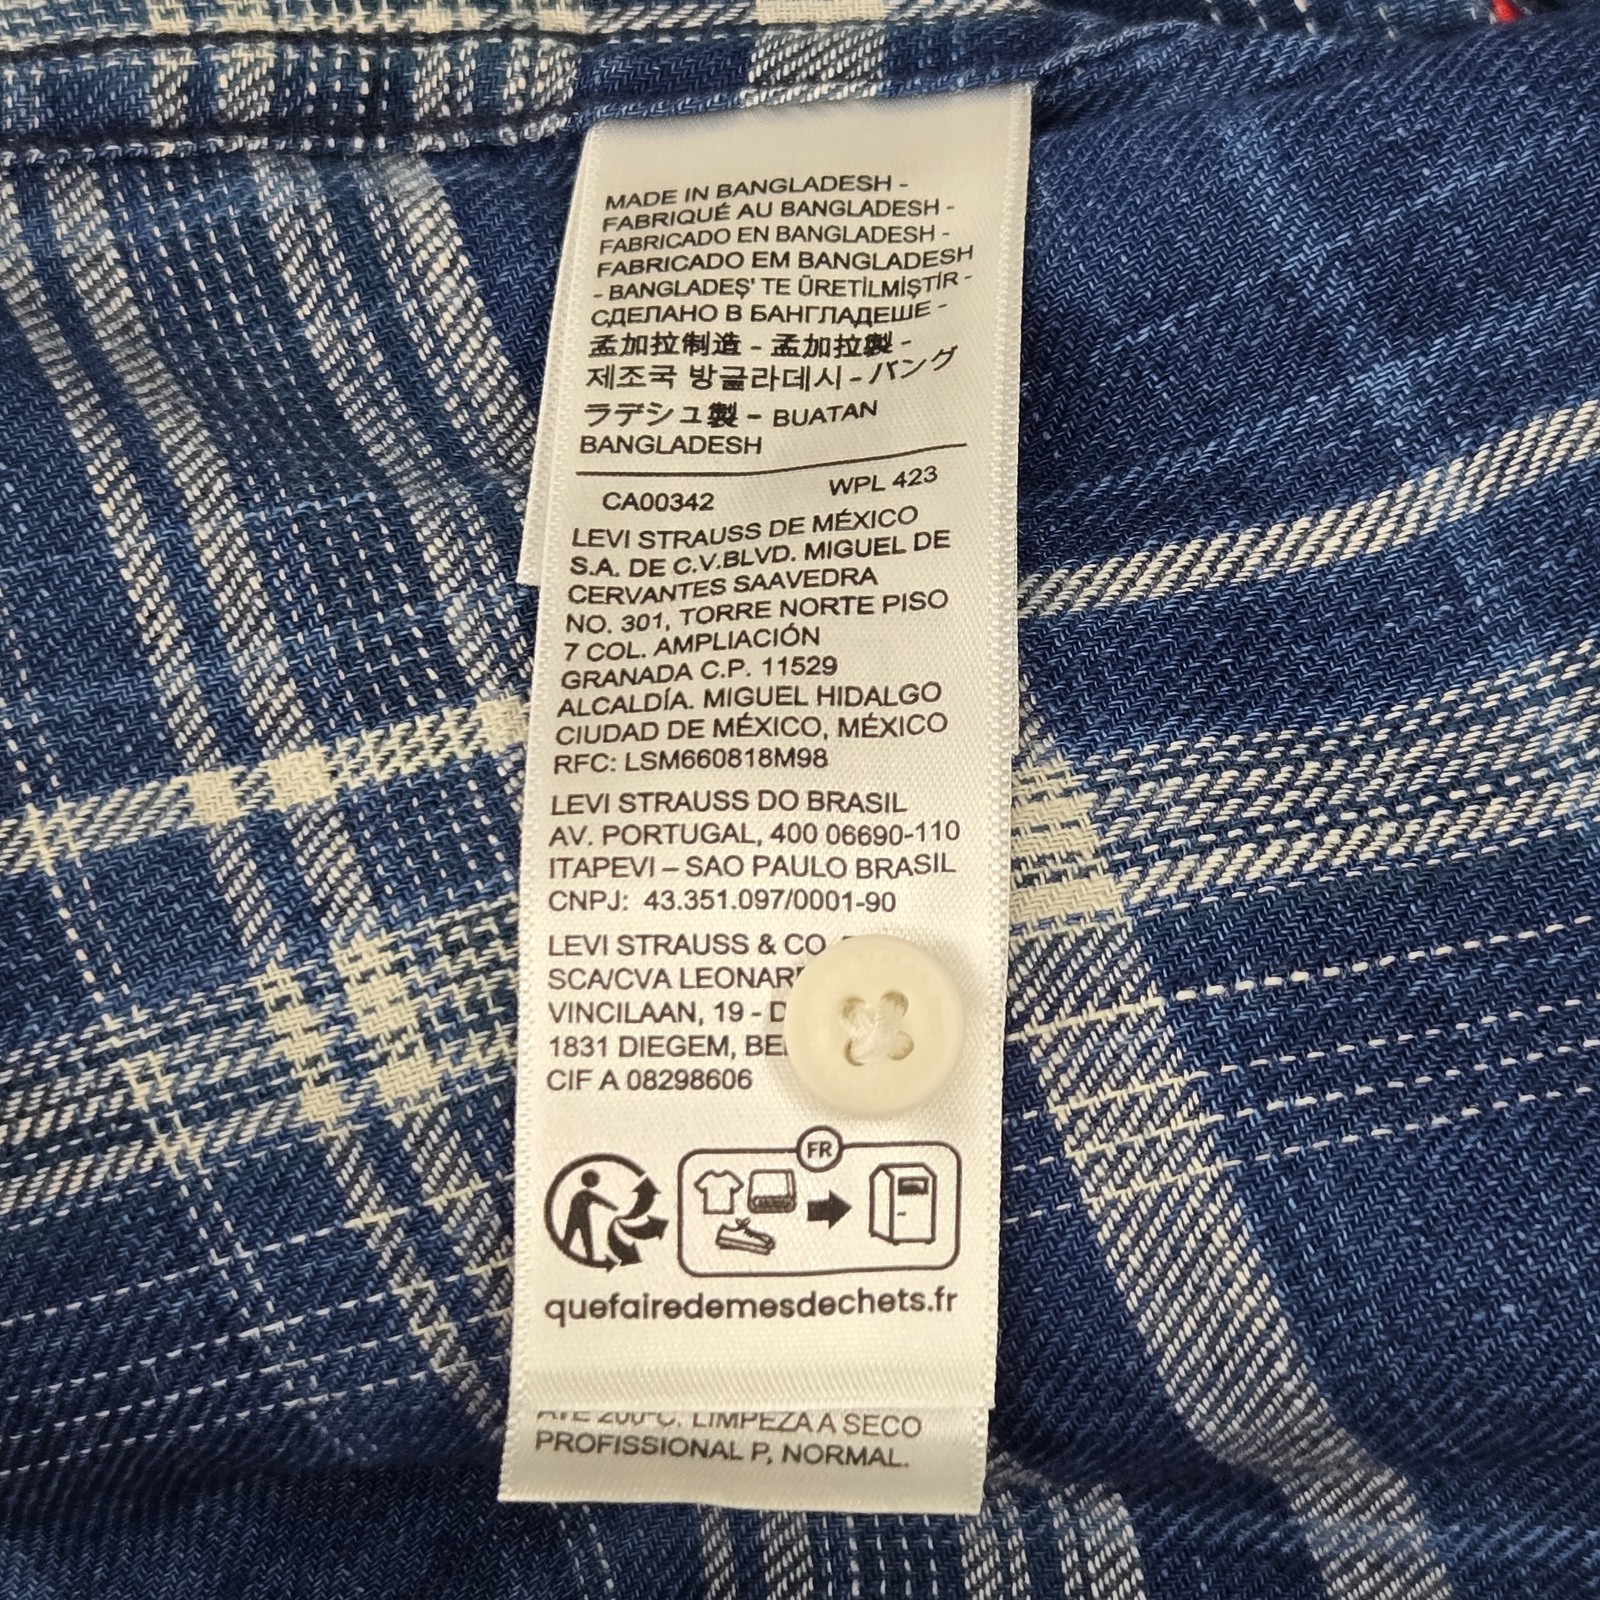 MADE IN BANGLADESH -
FABRIQUÉ AU BANGLADESH -
FABRICADO EN BANGLADESH -
FABRICADO EM BANGLADESH
- BANGLADEŞ' TE ÜRETİLMİŞTİR -
СДЕЛАНО В БАНГЛАДЕШЕ -
孟加拉制造 - 孟加拉製 -
제조국 방글라데시 - バング
ラデシュ製 - BUATAN
BANGLADESH
CA00342 WPL 423
LEVI STRAUSS DE MÉXICO
S.A. DE C.V.BLVD. MIGUEL DE
CERVANTES SAAVEDRA
NO. 301, TORRE NORTE PISO
7 COL. AMPLIACIÓN
GRANADA C.P. 11529
ALCALDÍA. MIGUEL HIDALGO
CIUDAD DE MÉXICO, MÉXICO
RFC: LSM660818M98
LEVI STRAUSS DO BRASIL
AV. PORTUGAL, 400 06690-110
ITAPEVI – SAO PAULO BRASIL
CNPJ: 43.351.097/0001-90
LEVI STRAUSS & CO
SCA/CVA
VINCILAAN, 19 -
1831 DIEGEM,
CIF A 08298606
FR
quefairedemesdechets.fr
200°C. LIMPEZA A SECO
PROFISSIONAL P, NORMAL.